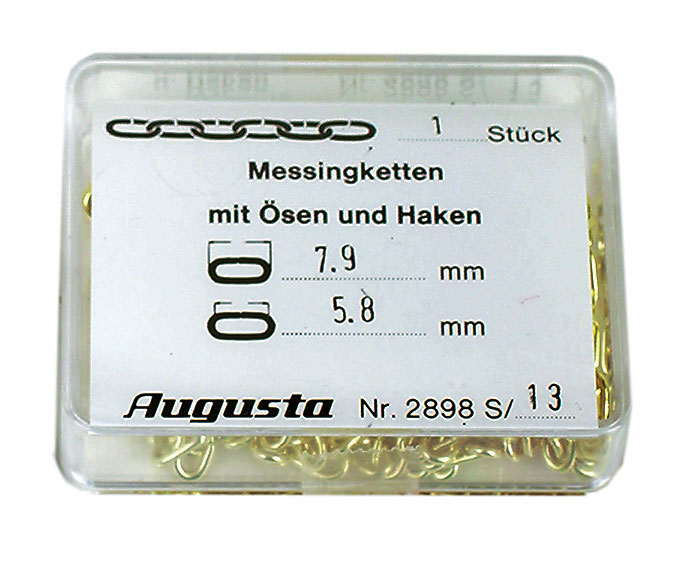 1 Stück
Messingketten
mit Ösen und Haken
7.9 mm
5.8 mm
Augusta Nr. 2898 S/ 13